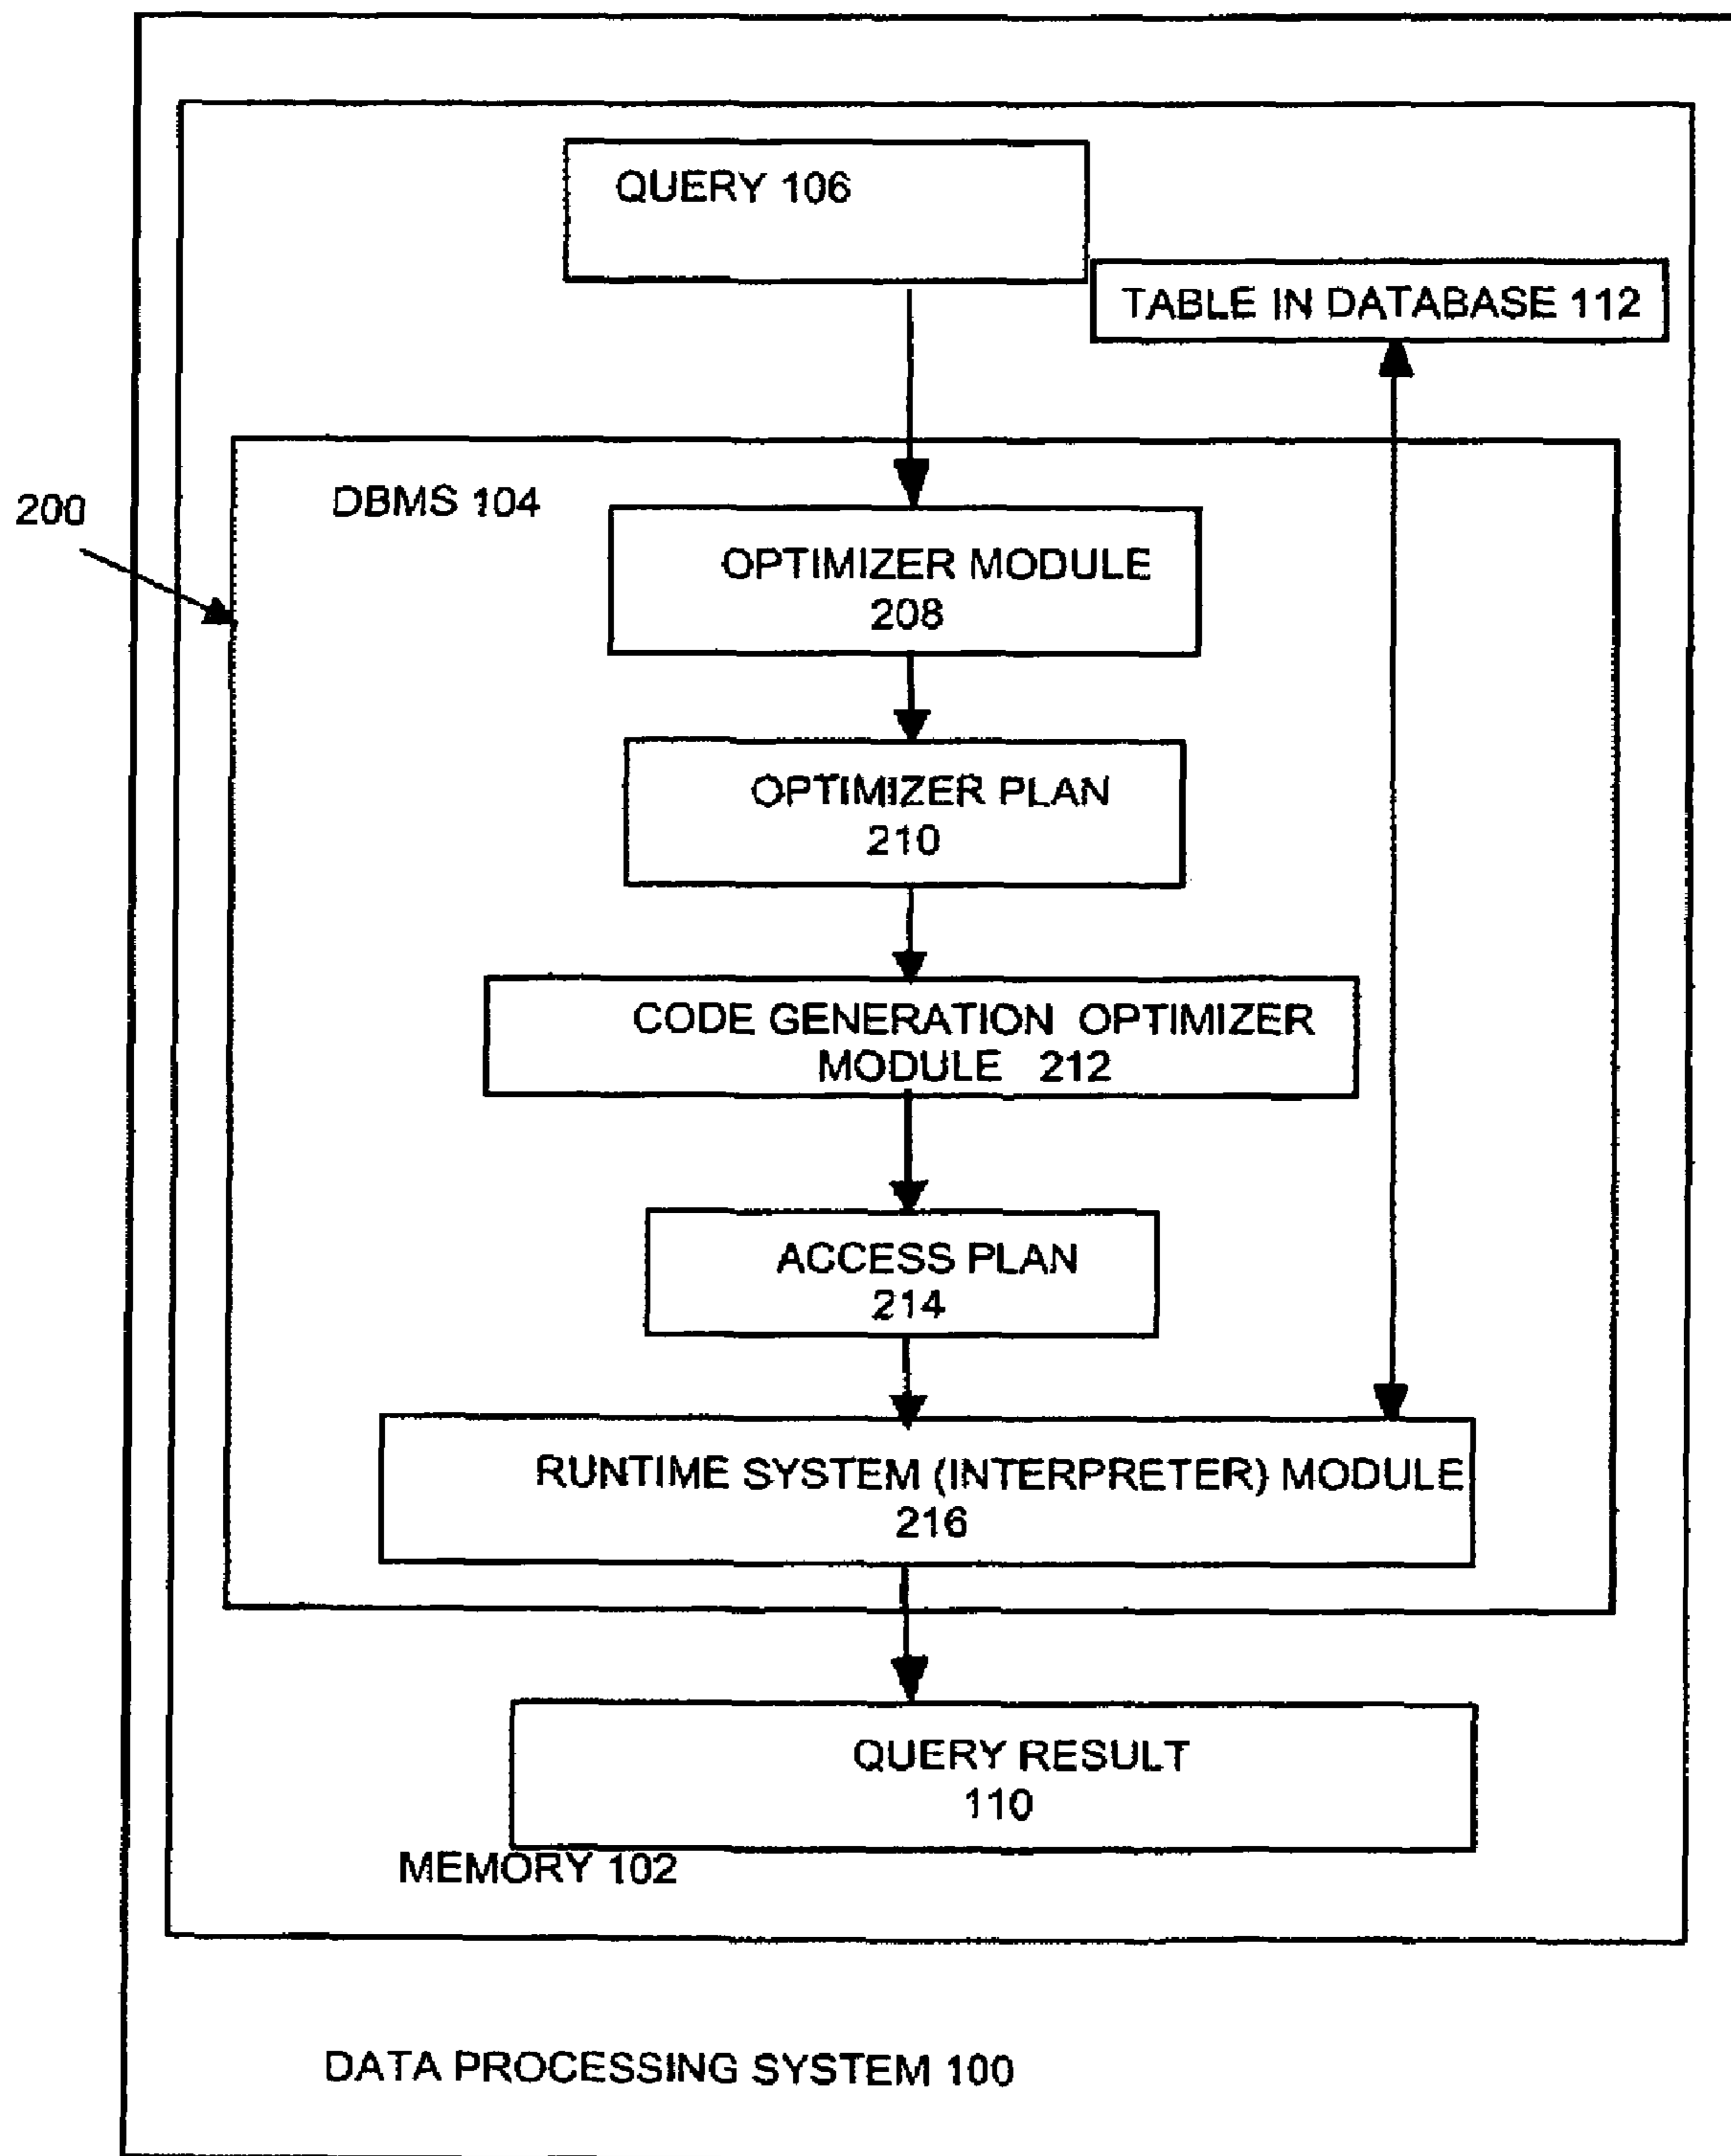 QUERY 106
TABLE IN DATABASE 112
200
DBMS 104
OPTIMIZER MODULE
208
OPTIMIZER PLAN
210
CODE GENERATION OPTIMIZER
MODULE 212
ACCESS PLAN
214
RUNTIME SYSTEM (INTERPRETER) MODULE
216
QUERY RESULT
110
MEMORY 102
DATA PROCESSING SYSTEM 100